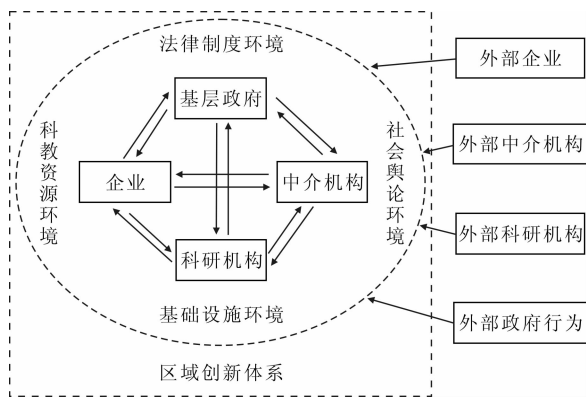 法律制度环境
外部企业
基层政府
科教资源环境
社会舆论环境
外部中介机构
企业
中介机构
外部科研机构
科研机构
基础设施环境
外部政府行为
区域创新体系